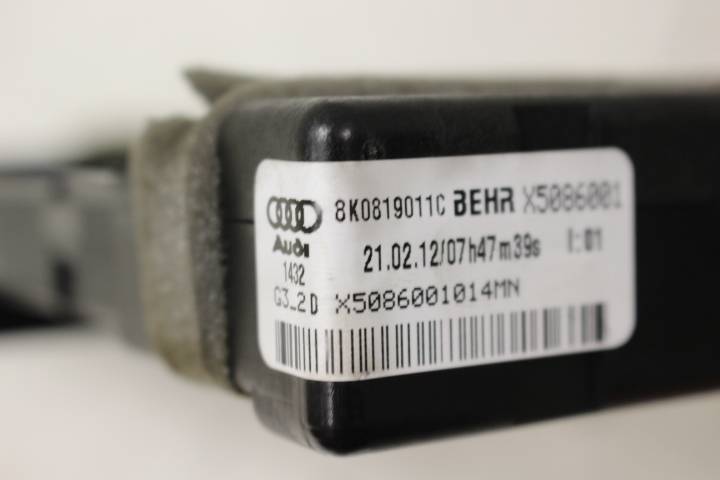 8K0819011C BEHR X5086001
Audi 21.02.12/07h47m39s I:01
1432
G3_2D X5086001014MN